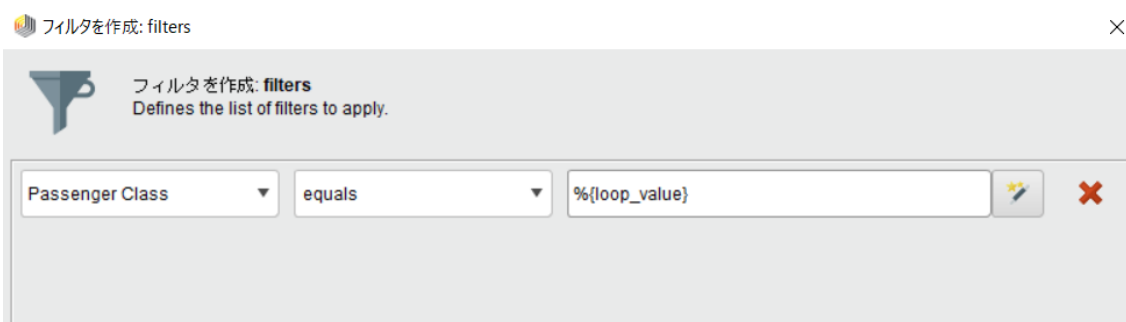 フィルタを作成: filters
フィルタを作成: filters
Defines the list of filters to apply.
Passenger Class equals %{loop_value}